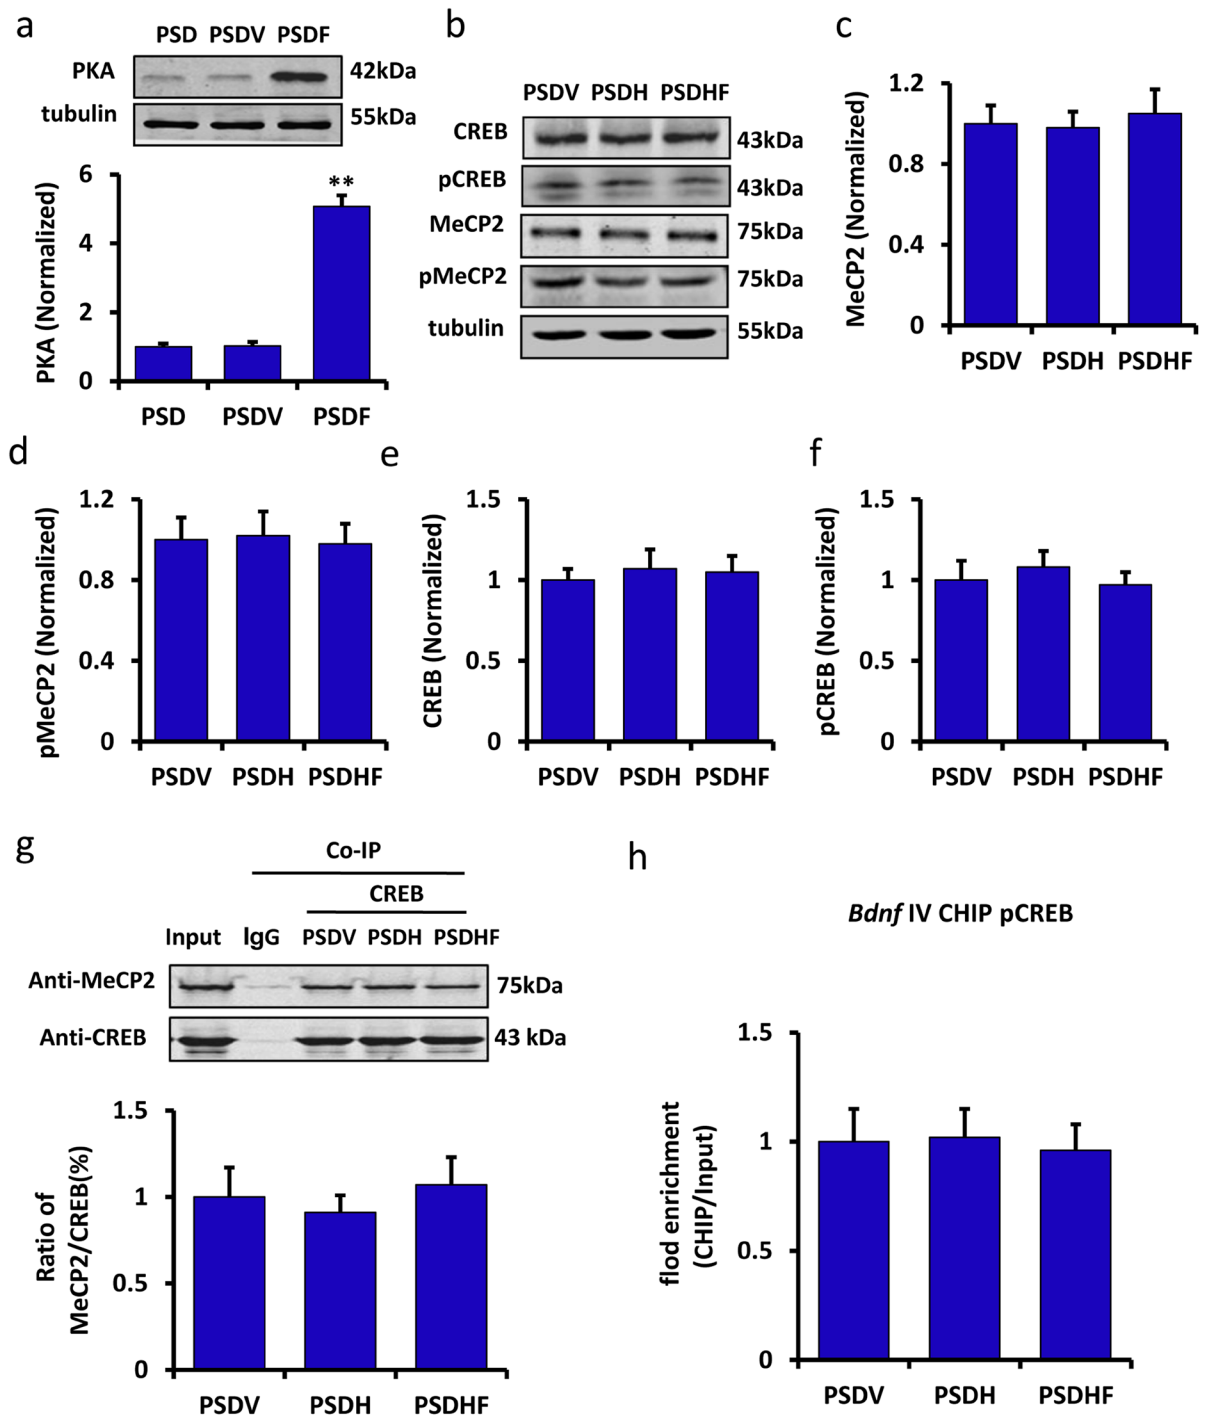 a
PSD PSDV PSDF
PKA 42kDa
tubulin 55kDa
PKA (Normalized)
6
4
2
0
**
PSD PSDV PSDF
b
PSDV PSDH PSDHF
CREB 43kDa
pCREB 43kDa
MeCP2 75kDa
pMeCP2 75kDa
tubulin 55kDa
c
MeCP2 (Normalized)
1.2
0.8
0.4
0
PSDV PSDH PSDHF
d
pMeCP2 (Normalized)
1.2
0.8
0.4
0
PSDV PSDH PSDHF
e
CREB (Normalized)
1.5
1
0.5
0
PSDV PSDH PSDHF
f
pCREB (Normalized)
1.5
1
0.5
0
PSDV PSDH PSDHF
g
Co-IP
CREB
Input IgG PSDV PSDH PSDHF
Anti-MeCP2 75kDa
Anti-CREB 43 kDa
Ratio of
MeCP2/CREB(%)
1.5
1
0.5
0
PSDV PSDH PSDHF
h
Bdnf IV CHIP pCREB
flod enrichment
(CHIP/Input)
1.5
1
0.5
0
PSDV PSDH PSDHF